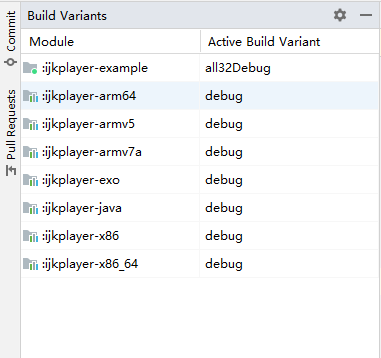 Commit
Pull Requests
Build Variants
Module Active Build Variant
:ijkplayer-example all32Debug
:ijkplayer-arm64 debug
:ijkplayer-armv5 debug
:ijkplayer-armv7a debug
:ijkplayer-exo debug
:ijkplayer-java debug
:ijkplayer-x86 debug
:ijkplayer-x86_64 debug